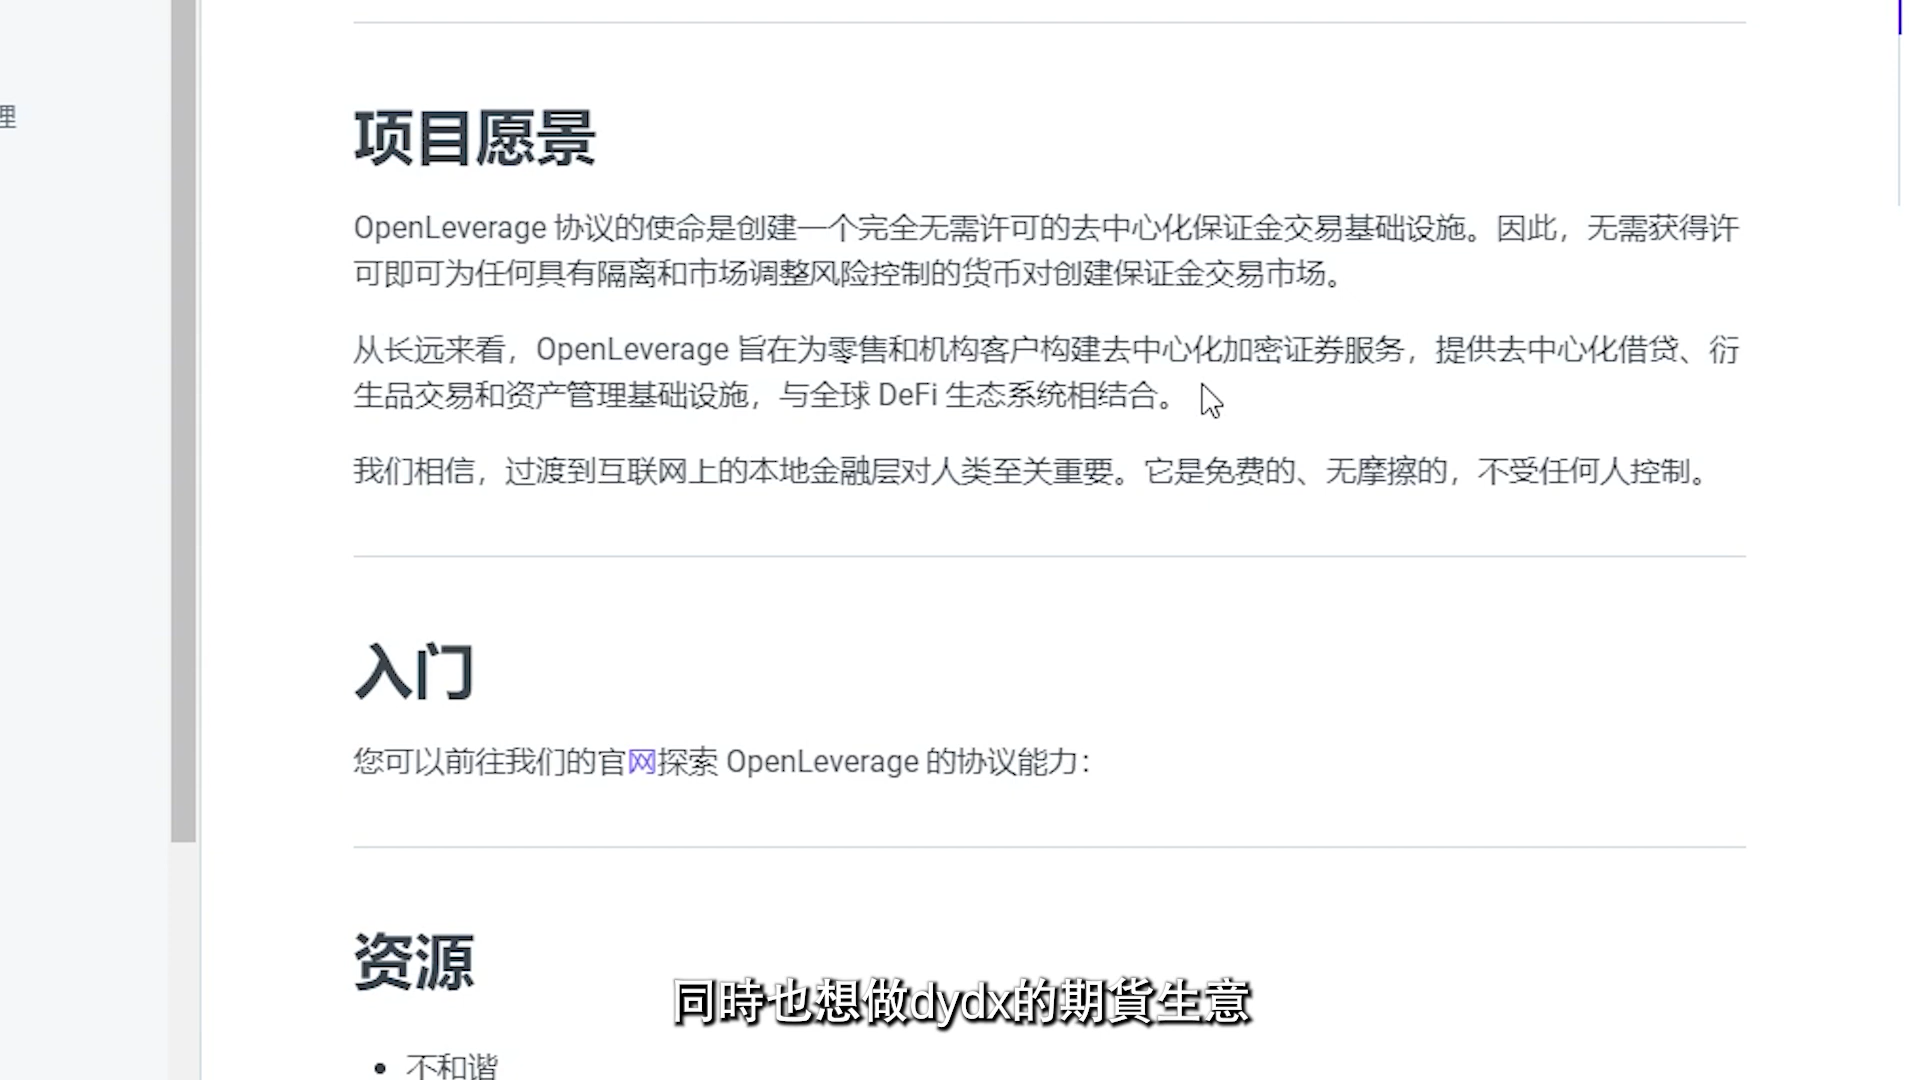 理
项目愿景
OpenLeverage 协议的使命是创建一个完全无需许可的去中心化保证金交易基础设施。因此，无需获得许
可即可为任何具有隔离和市场调整风险控制的货币对创建保证金交易市场。
从长远来看，OpenLeverage 旨在为零售和机构客户构建去中心化加密证券服务，提供去中心化借贷、衍
生品交易和资产管理基础设施，与全球 DeFi 生态系统相结合。
我们相信，过渡到互联网上的本地金融层对人类至关重要。它是免费的、无摩擦的，不受任何人控制。
入门
您可以前往我们的官网探索 OpenLeverage 的协议能力：
资源
同時也想做dydx的期貨生意
• 不和谐